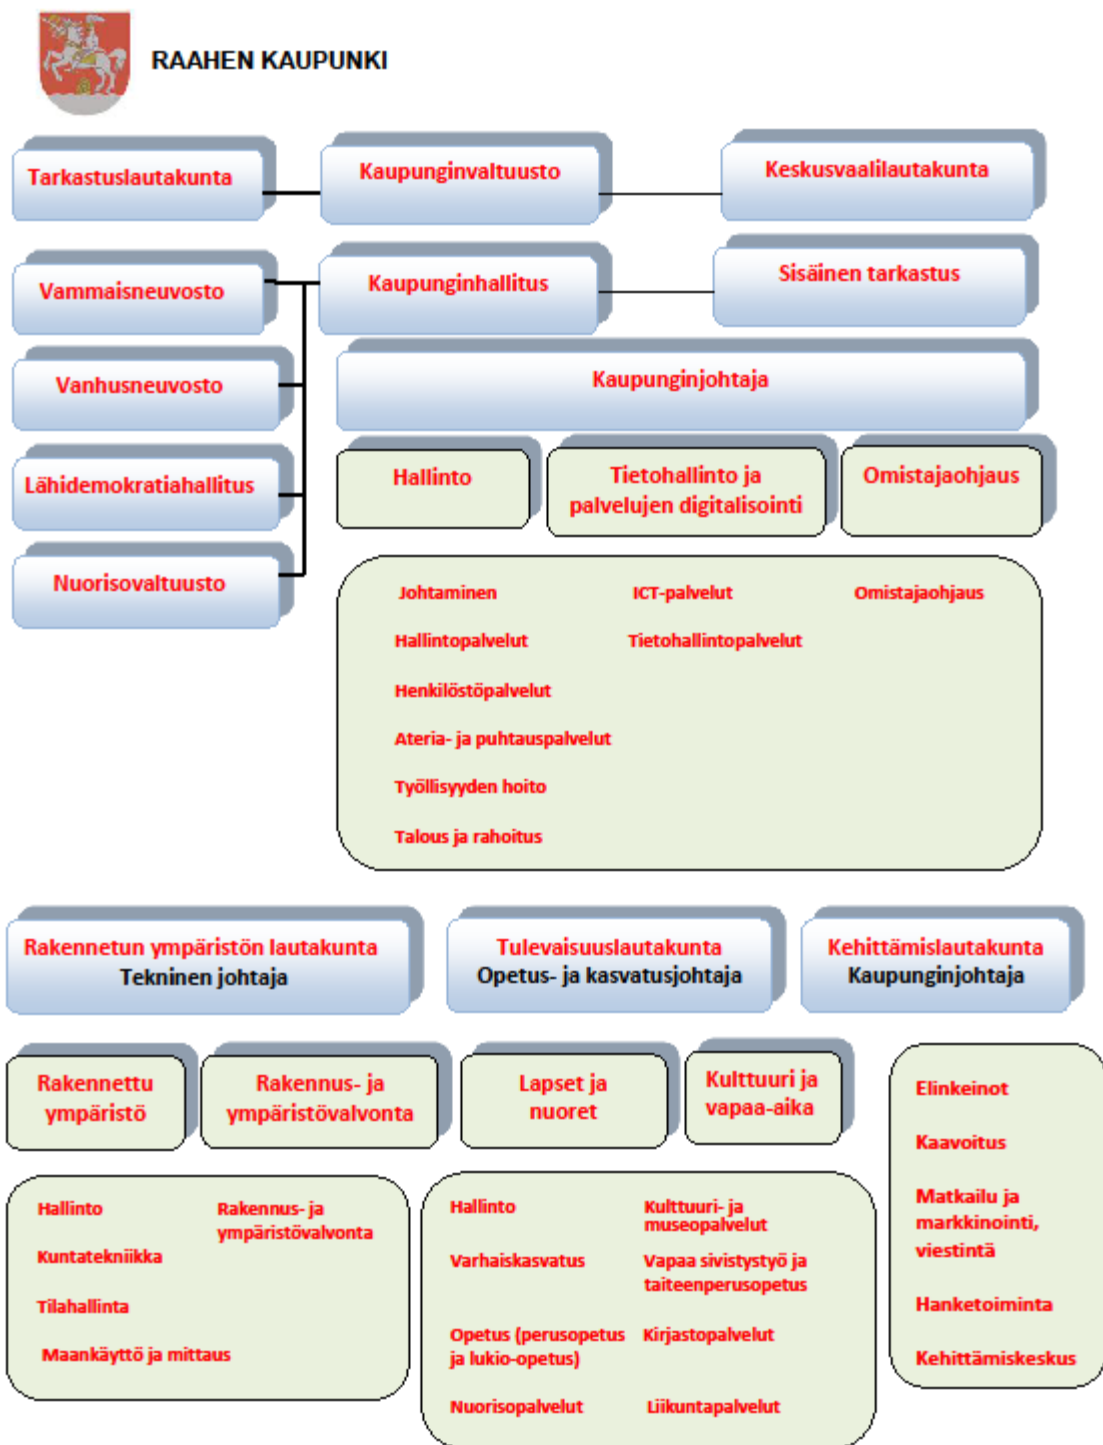 RAAHEN KAUPUNKI
Tarkastuslautakunta
Kaupunginvaltuusto
Keskusvaalilautakunta
Vammaisneuvosto
Kaupunginhallitus
Sisäinen tarkastus
Vanhusneuvosto
Kaupunginjohtaja
Lähidemokratiahallitus
Nuorisovaltuusto
Hallinto
Tietohallinto ja
palvelujen digitalisointi
Omistajaohjaus
Johtaminen
Hallintopalvelut
Henkilöstöpalvelut
Ateria- ja puhtauspalvelut
Työllisyyden hoito
Talous ja rahoitus
ICT-palvelut
Tietohallintopalvelut
Omistajaohjaus
Rakennetun ympäristön lautakunta
Tekninen johtaja
Tulevaisuuslautakunta
Opetus- ja kasvatusjohtaja
Kehittämislautakunta
Kaupunginjohtaja
Rakennettu
ympäristö
Rakennus- ja
ympäristövalvonta
Lapset ja
nuoret
Kulttuuri ja
vapaa-aika
Hallinto
Kuntatekniikka
Tilahallinta
Maankäyttö ja mittaus
Rakennus- ja
ympäristövalvonta
Hallinto
Varhaiskasvatus
Opetus (perusopetus
ja lukio-opetus)
Nuorisopalvelut
Kulttuuri- ja
museopalvelut
Vapaa sivistystyö ja
taiteenperusopetus
Kirjastopalvelut
Liikuntapalvelut
Elinkeinot
Kaavoitus
Matkailu ja
markkinointi,
viestintä
Hanketoiminta
Kehittämiskeskus